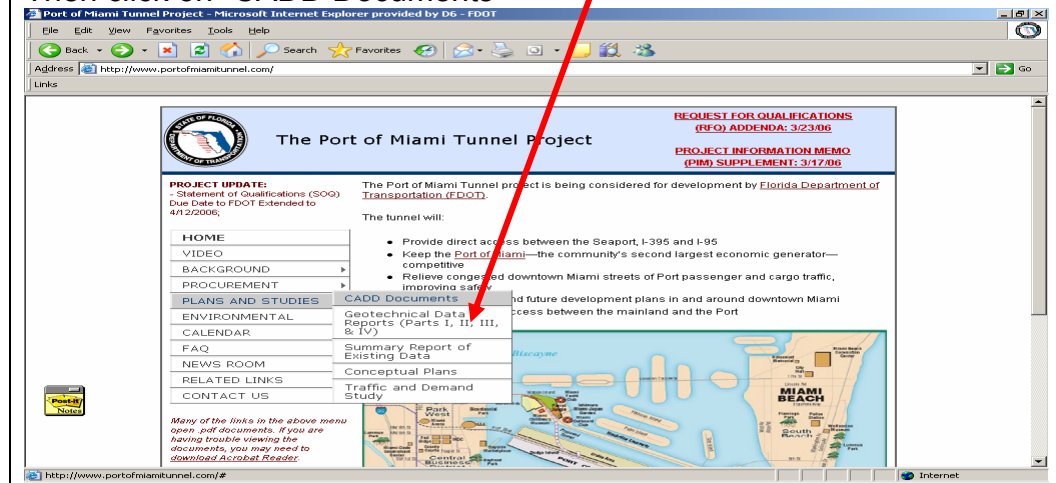 Then click on "CADD Documents"
Port of Miami Tunnel Project - Microsoft Internet Explorer provided by D6 - FDOT
File Edit View Favorites Tools Help
Back Search Favorites
Address http://www.portofmiamitunnel.com/ Go
Links
The Port of Miami Tunnel Project
REQUEST FOR QUALIFICATIONS
(RFQ) ADDENDA: 3/23/06
PROJECT INFORMATION MEMO
(PIM) SUPPLEMENT: 3/17/06
PROJECT UPDATE:
- Statement of Qualifications (SOQ)
Due Date to FDOT Extended to
4/12/2006;
The Port of Miami Tunnel project is being considered for development by Florida Department of
Transportation (FDOT).
The tunnel will:
Provide direct access between the Seaport, I-395 and I-95
Keep the Port of Miami—the community's second largest economic generator—
competitive
Relieve congested downtown Miami streets of Port passenger and cargo traffic,
improving safety
nd future development plans in and around downtown Miami
ccess between the mainland and the Port
HOME
VIDEO
BACKGROUND
PROCUREMENT
PLANS AND STUDIES
ENVIRONMENTAL
CALENDAR
FAQ
NEWS ROOM
RELATED LINKS
CONTACT US
CADD Documents
Geotechnical Data
Reports (Parts I, II, III,
& IV)
Summary Report of
Existing Data
Conceptual Plans
Traffic and Demand
Study
Many of the links in the above menu
open .pdf documents. If you are
having trouble viewing the
documents, you may need to
download Acrobat Reader.
Post-it
Notes
Biscayne
MIAMI
BEACH
South
Beach
Park
West
Central
Business
http://www.portofmiamitunnel.com/#
Internet